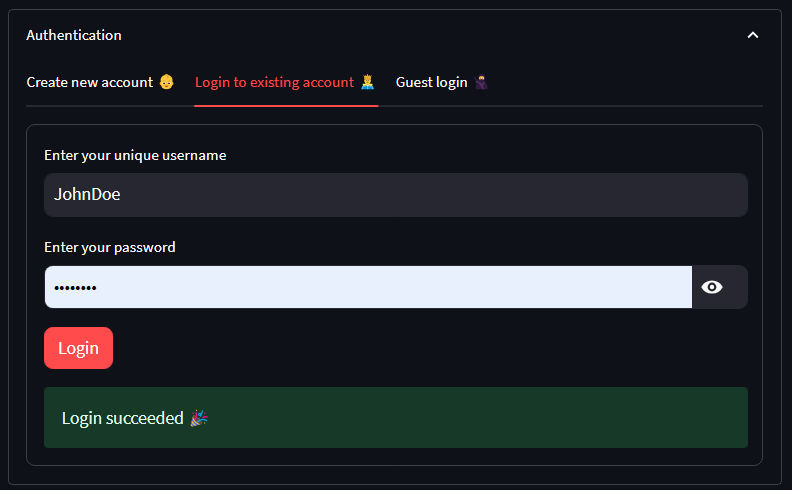 Authentication
Create new account 👶 Login to existing account 🤴 Guest login 🦹🏿
Enter your unique username
JohnDoe
Enter your password
••••••••
Login
Login succeeded 🎉